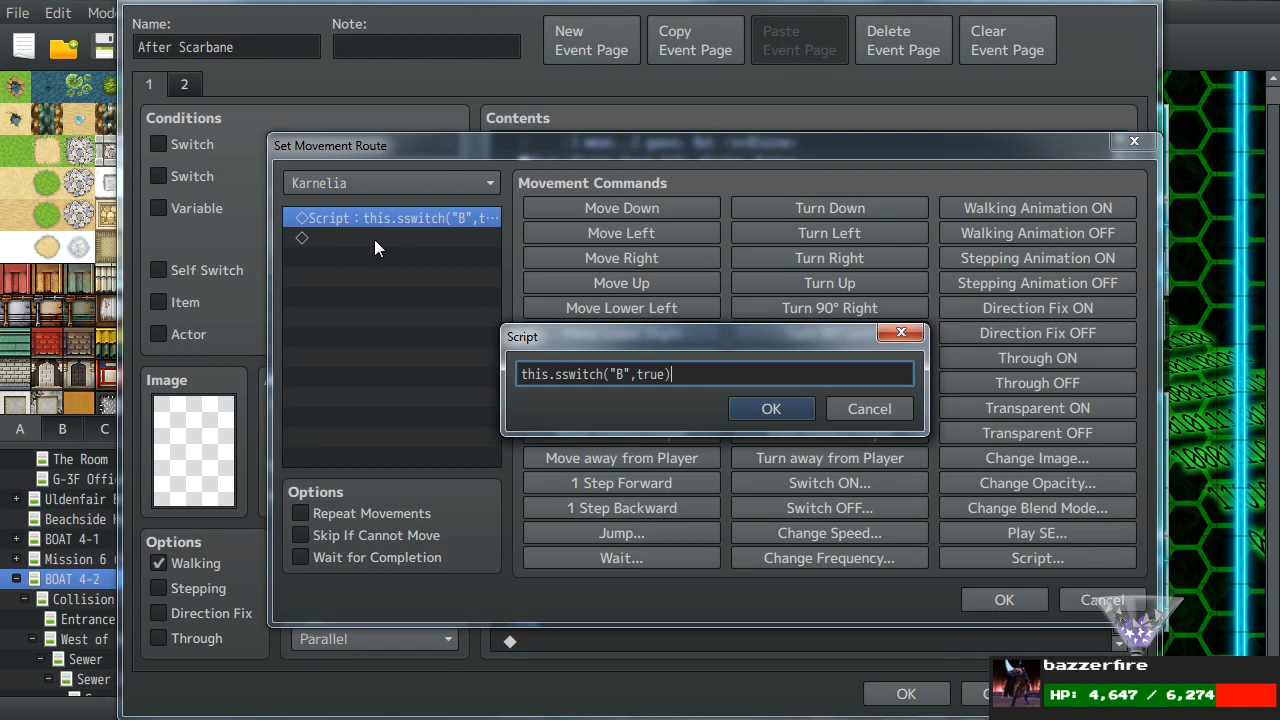 File Edit Mod
Name:
Note:
After Scarbane
New
Event Page
Copy
Event Page
Paste
Event Page
Delete
Event Page
Clear
Event Page
1 2
Conditions
Switch
Switch
Variable
Self Switch
Item
Actor
Image
Options
Walking
Stepping
Direction Fix
Through
Parallel
Contents
Set Movement Route
Karnelia
◇Script：this.sswitch("B",t···
◇
Options
Repeat Movements
Skip If Cannot Move
Wait for Completion
Movement Commands
Move Down Turn Down Walking Animation ON
Move Left Turn Left Walking Animation OFF
Move Right Turn Right Stepping Animation ON
Move Up Turn Up Stepping Animation OFF
Move Lower Left Turn 90° Right Direction Fix ON
Direction Fix OFF
Through ON
Through OFF
Transparent ON
Transparent OFF
Move away from Player Turn away from Player Change Image...
1 Step Forward Switch ON... Change Opacity...
1 Step Backward Switch OFF... Change Blend Mode...
Jump... Change Speed... Play SE...
Wait... Change Frequency... Script...
OK Cancel
Script
this.sswitch("B",true)
OK Cancel
◆
OK
A B C
The Room
G-3F Offi
Uldenfair
Beachside
BOAT 4-1
Mission 6
BOAT 4-2
Collision
Entrance
West of
Sewer
Sewer
bazzerfire
HP: 4,647 / 6,274